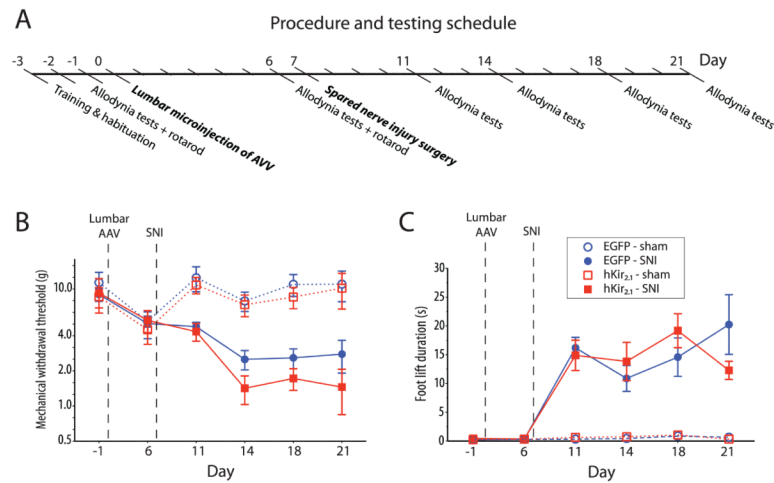 A
Procedure and testing schedule
-3 -2 -1 0 6 7 11 14 18 21 Day
Training & habituation
Allodynia tests + rotarod
Lumbar microinjection of AVV
Allodynia tests + rotarod
Spared nerve injury surgery
Allodynia tests
Allodynia tests
Allodynia tests
Allodynia tests
B
Lumbar
AAV
SNI
Mechanical withdrawal threshold (g)
10.0
4.0
2.0
1.0
0.5
-1 6 11 14 18 21
Day
C
Lumbar
AAV
SNI
EGFP - sham
EGFP - SNI
hKir2.1 - sham
hKir2.1 - SNI
Foot lift duration (s)
30
25
20
15
10
5
0
-1 6 11 14 18 21
Day